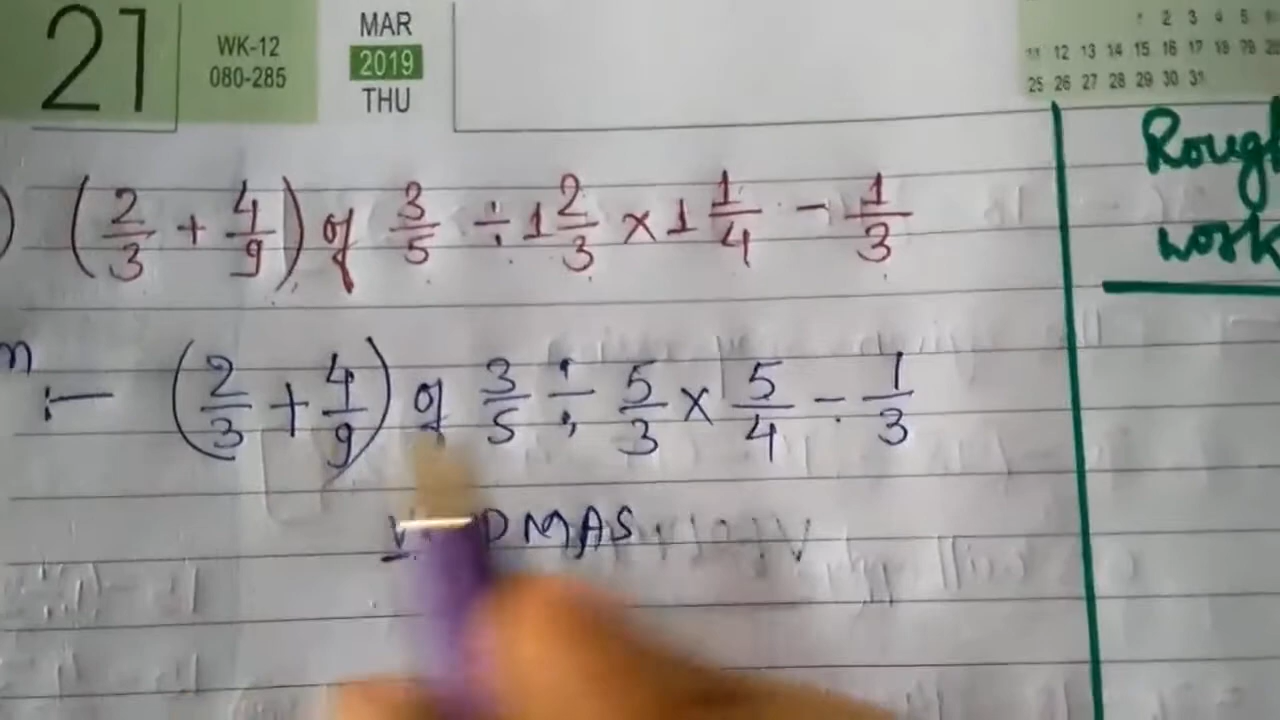 21
WK-12
080-285
MAR
2019
THU
1 2 3 4 5
11 12 13 14 15 16 17 18 19 20
25 26 27 28 29 30 31
) (2/3 + 4/9) of 3/5 ÷ 1 2/3 × 1 1/4 - 1/3
Rough
work
n :- (2/3 + 4/9) of 3/5 ÷ 5/3 × 5/4 - 1/3
DMAS